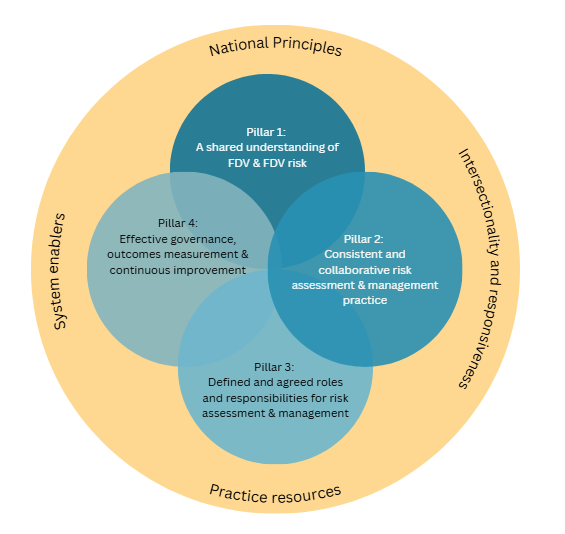 National Principles
Pillar 1:
A shared understanding of
FDV & FDV risk
Intersectionality and responsiveness
System enablers
Pillar 4:
Effective governance,
outcomes measurement &
continuous improvement
Pillar 2:
Consistent and
collaborative risk
assessment & management
practice
Pillar 3:
Defined and agreed roles
and responsibilities for risk
assessment & management
Practice resources